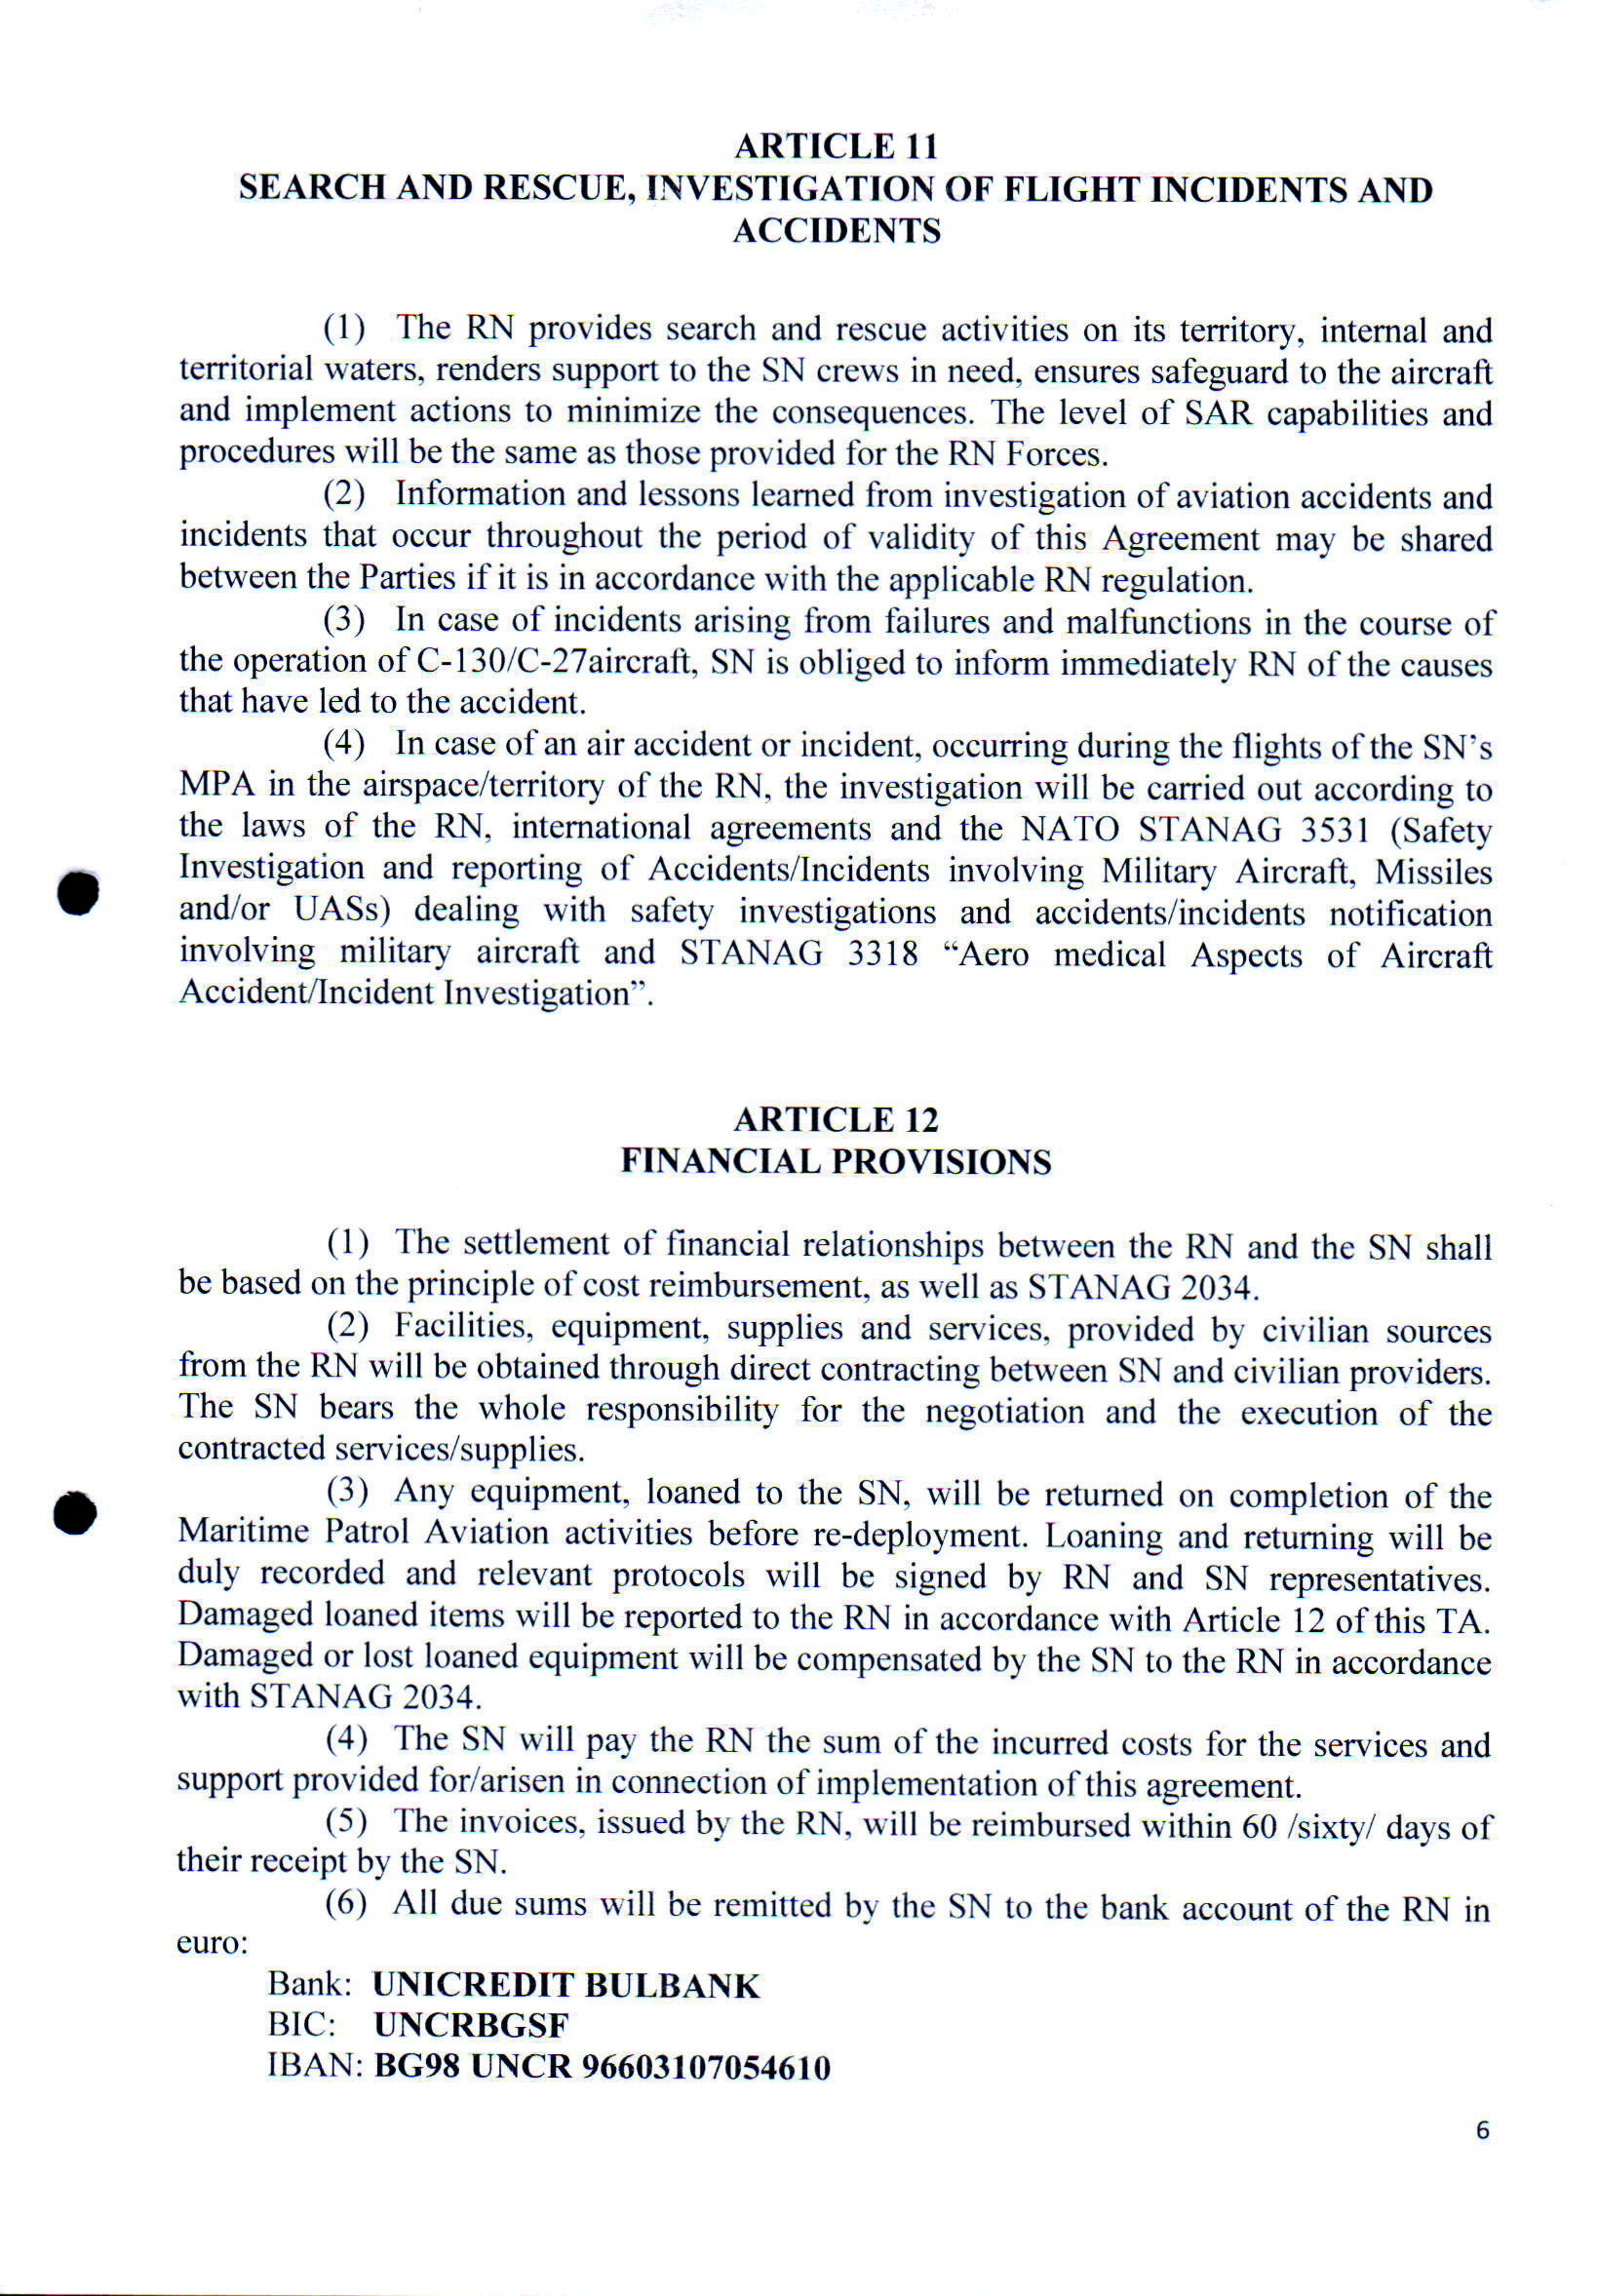 ARTICLE 11
SEARCH AND RESCUE, INVESTIGATION OF FLIGHT INCIDENTS AND
ACCIDENTS
(1) The RN provides search and rescue activities on its territory, internal and
territorial waters, renders support to the SN crews in need, ensures safeguard to the aircraft
and implement actions to minimize the consequences. The level of SAR capabilities and
procedures will be the same as those provided for the RN Forces.
(2) Information and lessons learned from investigation of aviation accidents and
incidents that occur throughout the period of validity of this Agreement may be shared
between the Parties if it is in accordance with the applicable RN regulation.
(3) In case of incidents arising from failures and malfunctions in the course of
the operation of C-130/C-27aircraft, SN is obliged to inform immediately RN of the causes
that have led to the accident.
(4) In case of an air accident or incident, occurring during the flights of the SN's
MPA in the airspace/territory of the RN, the investigation will be carried out according to
the laws of the RN, international agreements and the NATO STANAG 3531 (Safety
Investigation and reporting of Accidents/Incidents involving Military Aircraft, Missiles
and/or UASs) dealing with safety investigations and accidents/incidents notification
involving military aircraft and STANAG 3318 “Aero medical Aspects of Aircraft
Accident/Incident Investigation”.
ARTICLE 12
FINANCIAL PROVISIONS
(1) The settlement of financial relationships between the RN and the SN shall
be based on the principle of cost reimbursement, as well as STANAG 2034.
(2) Facilities, equipment, supplies and services, provided by civilian sources
from the RN will be obtained through direct contracting between SN and civilian providers.
The SN bears the whole responsibility for the negotiation and the execution of the
contracted services/supplies.
(3) Any equipment, loaned to the SN, will be returned on completion of the
Maritime Patrol Aviation activities before re-deployment. Loaning and returning will be
duly recorded and relevant protocols will be signed by RN and SN representatives.
Damaged loaned items will be reported to the RN in accordance with Article 12 of this TA.
Damaged or lost loaned equipment will be compensated by the SN to the RN in accordance
with STANAG 2034.
(4) The SN will pay the RN the sum of the incurred costs for the services and
support provided for/arisen in connection of implementation of this agreement.
(5) The invoices, issued by the RN, will be reimbursed within 60 /sixty/ days of
their receipt by the SN.
(6) All due sums will be remitted by the SN to the bank account of the RN in
euro:
Bank: UNICREDIT BULBANK
BIC: UNCRBGSF
IBAN: BG98 UNCR 96603107054610
6